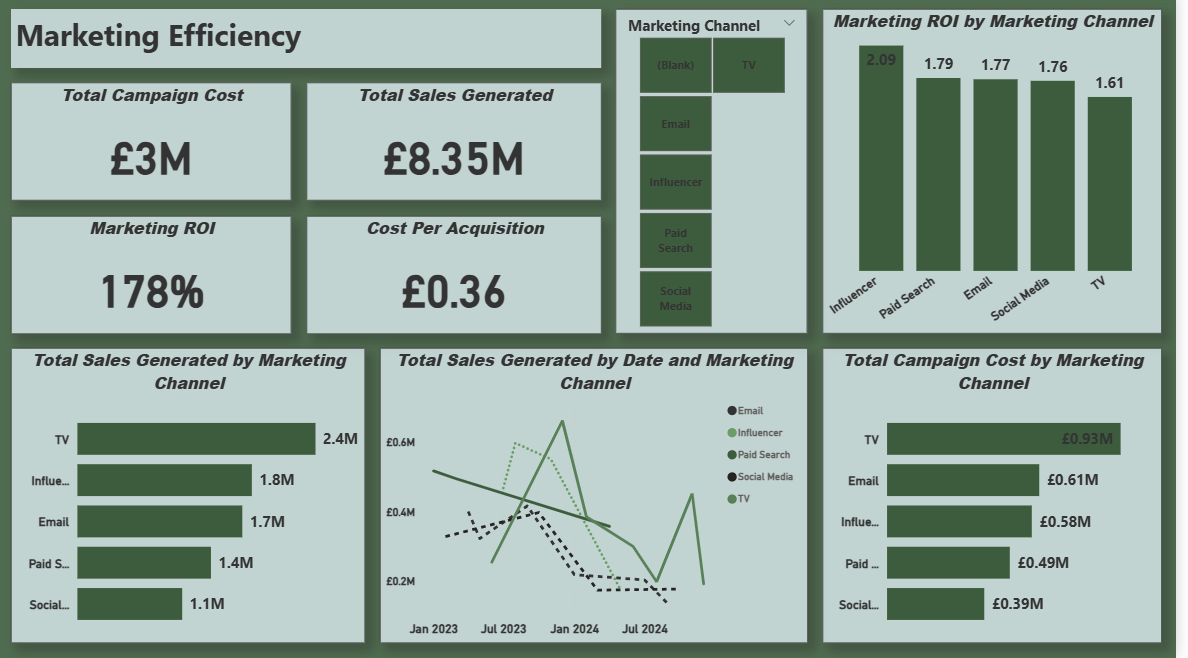 Marketing Efficiency
Total Campaign Cost
£3M
Total Sales Generated
£8.35M
Marketing ROI
178%
Cost Per Acquisition
£0.36
Marketing Channel
(Blank)
TV
Email
Influencer
Paid
Search
Social
Media
Marketing ROI by Marketing Channel
2.09
1.79
1.77
1.76
1.61
Influencer
Paid Search
Email
Social Media
TV
Total Sales Generated by Marketing
Channel
TV 2.4M
Influe... 1.8M
Email 1.7M
Paid S... 1.4M
Social... 1.1M
Total Sales Generated by Date and Marketing
Channel
£0.6M
£0.4M
£0.2M
Jan 2023 Jul 2023 Jan 2024 Jul 2024
Email
Influencer
Paid Search
Social Media
TV
Total Campaign Cost by Marketing
Channel
TV £0.93M
Email £0.61M
Influe... £0.58M
Paid ... £0.49M
Social... £0.39M